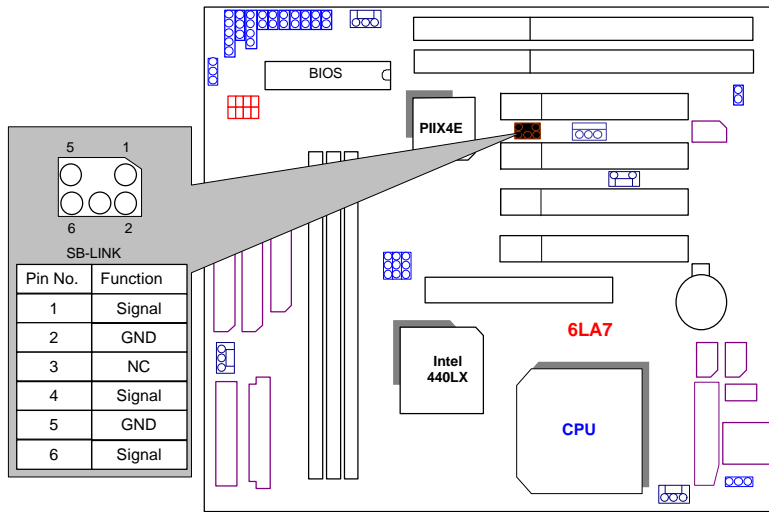 BIOS
PIIX4E
5 1
6 2
SB-LINK
Pin No. Function
1 Signal
2 GND
3 NC
4 Signal
5 GND
6 Signal
6LA7
Intel
440LX
CPU